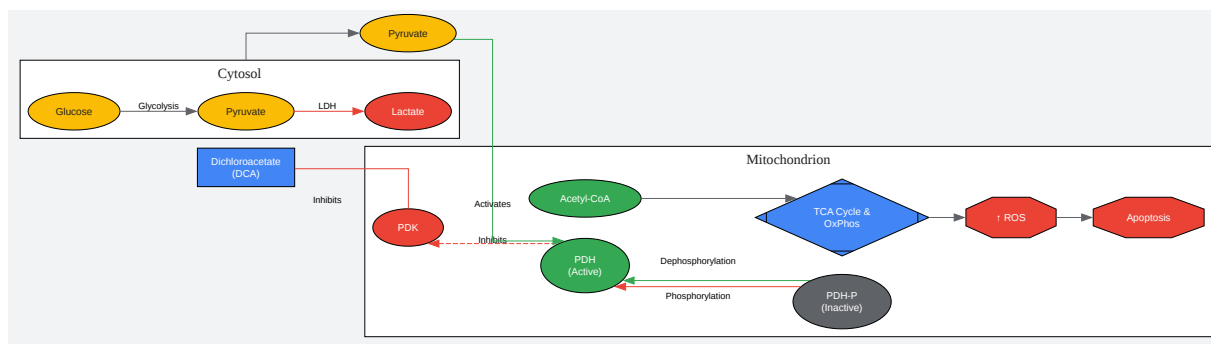 Pyruvate
Cytosol
Glucose
Glycolysis
Pyruvate
LDH
Lactate
Dichloroacetate
(DCA)
Inhibits
Mitochondrion
Acetyl-CoA
Activates
TCA Cycle &
OxPhos
↑ ROS
Apoptosis
PDK
Inhibits
PDH
(Active)
Dephosphorylation
Phosphorylation
PDH-P
(Inactive)